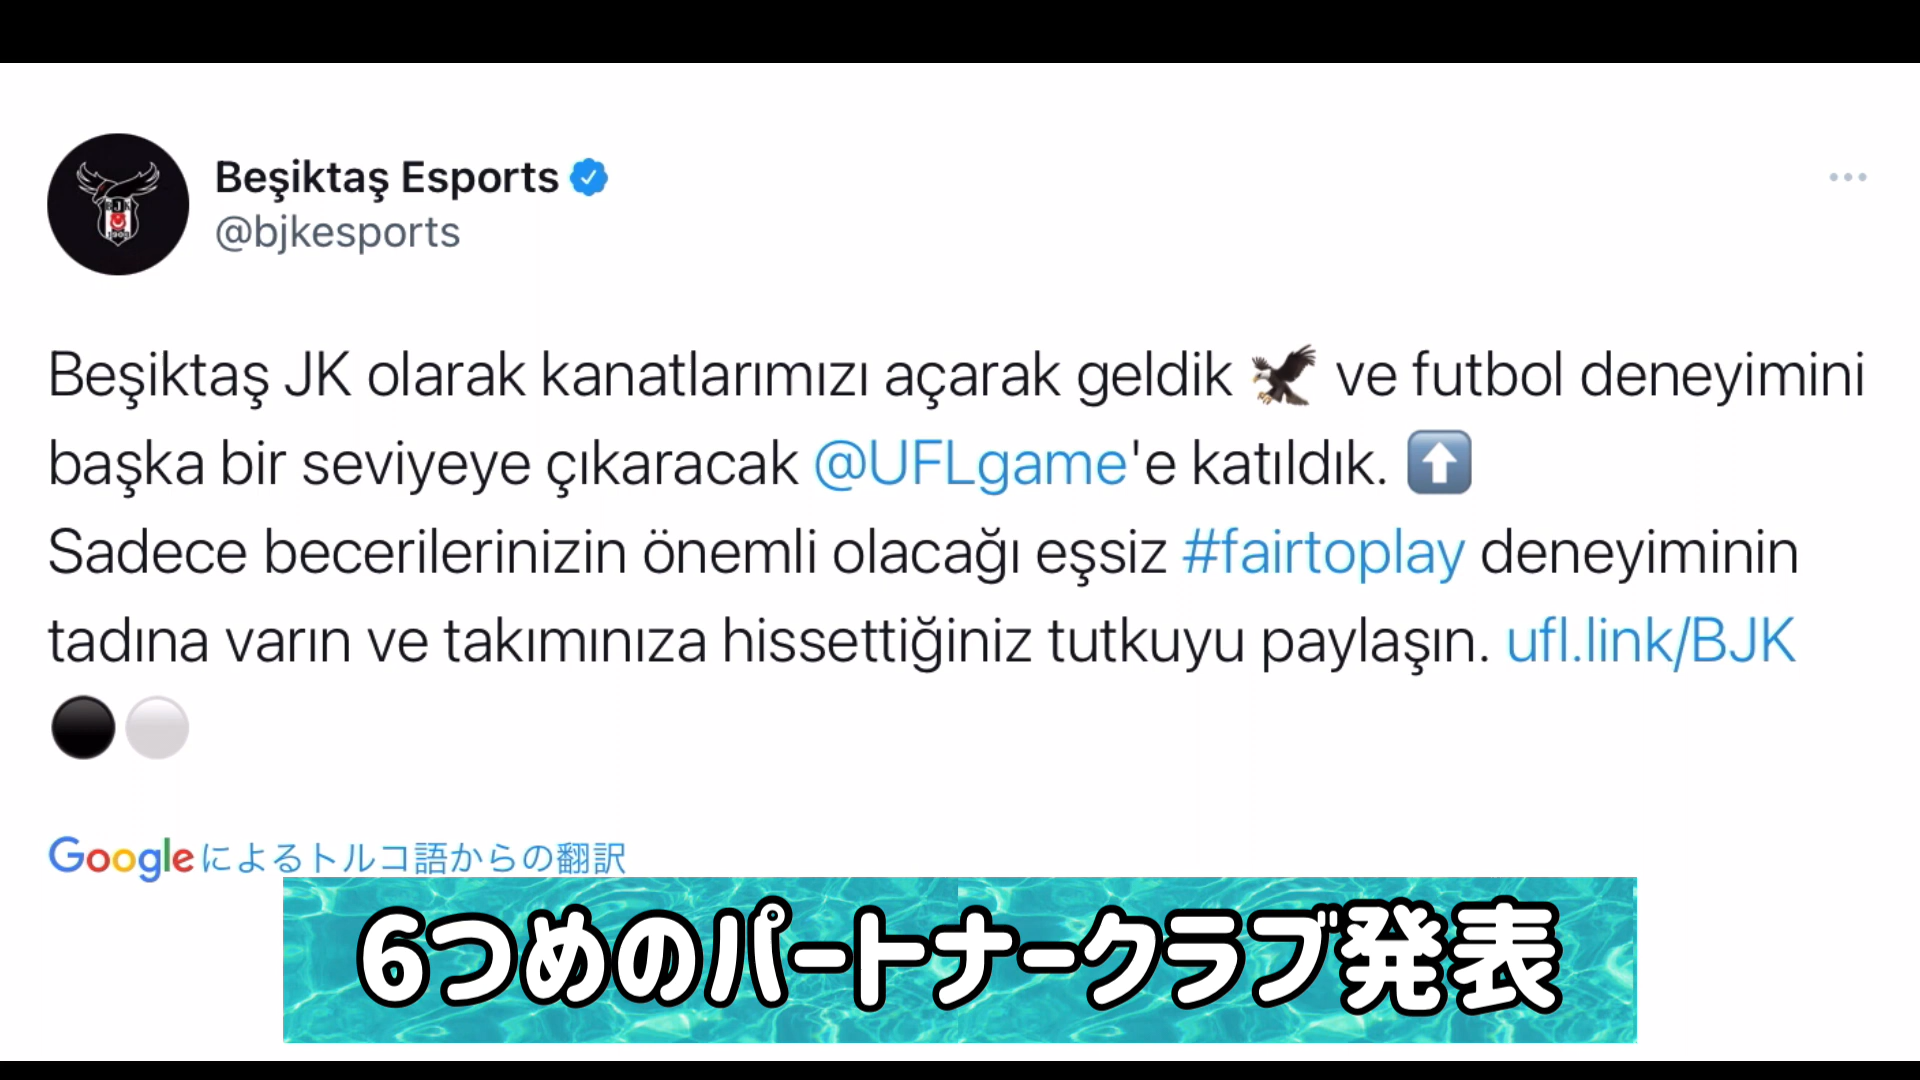 Beşiktaş Esports
@bjkesports
Beşiktaş JK olarak kanatlarımızı açarak geldik 🦅 ve futbol deneyimini
başka bir seviyeye çıkaracak @UFLgame'e katıldık. ⬆️
Sadece becerilerinizin önemli olacağı eşsiz #fairtoplay deneyiminin
tadına varın ve takımınıza hissettiğiniz tutkuyu paylaşın. ufl.link/BJK
⚫⚪
Googleによるトルコ語からの翻訳
6つめのパートナークラブ発表